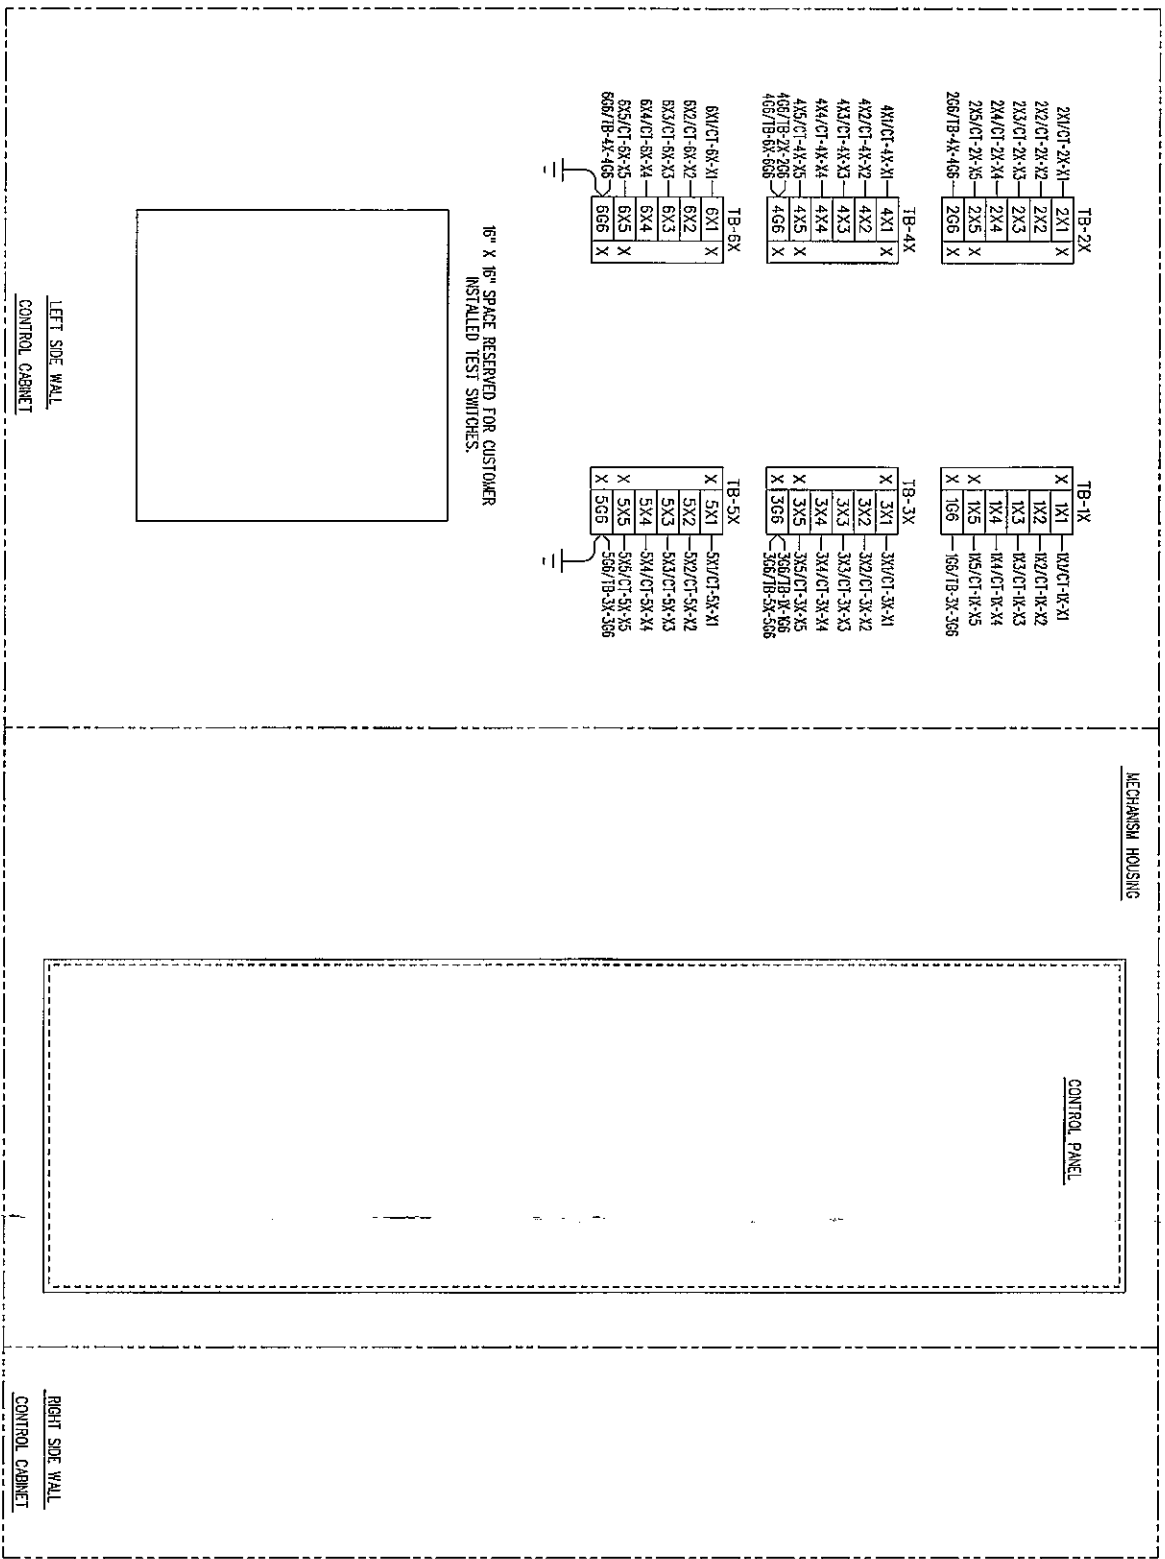 MECHANISM HOUSING
TB-2X
2X1/CT-2X-X1 2X1 X
2X2/CT-2X-X2 2X2
2X3/CT-2X-X3 2X3
2X4/CT-2X-X4 2X4
2X5/CT-2X-X5 2X5 X
2G6/TB-4X-4G6 2G6 X
TB-1X
X 1X1 1X1/CT-1X-X1
1X2 1X2/CT-1X-X2
1X3 1X3/CT-1X-X3
1X4 1X4/CT-1X-X4
X 1X5 1X5/CT-1X-X5
X 1G6 1G6/TB-3X-3G6
CONTROL PANEL
TB-4X
4X1/CT-4X-X1 4X1 X
4X2/CT-4X-X2 4X2
4X3/CT-4X-X3 4X3
4X4/CT-4X-X4 4X4
4X5/CT-4X-X5 4X5 X
4G6/TB-2X-2G6
4G6/TB-6X-6G6 4G6 X
TB-3X
X 3X1 3X1/CT-3X-X1
3X2 3X2/CT-3X-X2
3X3 3X3/CT-3X-X3
3X4 3X4/CT-3X-X4
X 3X5 3X5/CT-3X-X5
X 3G6 3G6/TB-1X-1G6
3G6/TB-5X-5G6
TB-6X
6X1/CT-6X-X1 6X1 X
6X2/CT-6X-X2 6X2
6X3/CT-6X-X3 6X3
6X4/CT-6X-X4 6X4
6X5/CT-6X-X5 6X5 X
6G6/TB-4X-4G6 6G6 X
TB-5X
X 5X1 5X1/CT-5X-X1
5X2 5X2/CT-5X-X2
5X3 5X3/CT-5X-X3
5X4 5X4/CT-5X-X4
X 5X5 5X5/CT-5X-X5
X 5G6 5G6/TB-3X-3G6
16" X 16" SPACE RESERVED FOR CUSTOMER
INSTALLED TEST SWITCHES.
LEFT SIDE WALL
CONTROL CABINET
RIGHT SIDE WALL
CONTROL CABINET